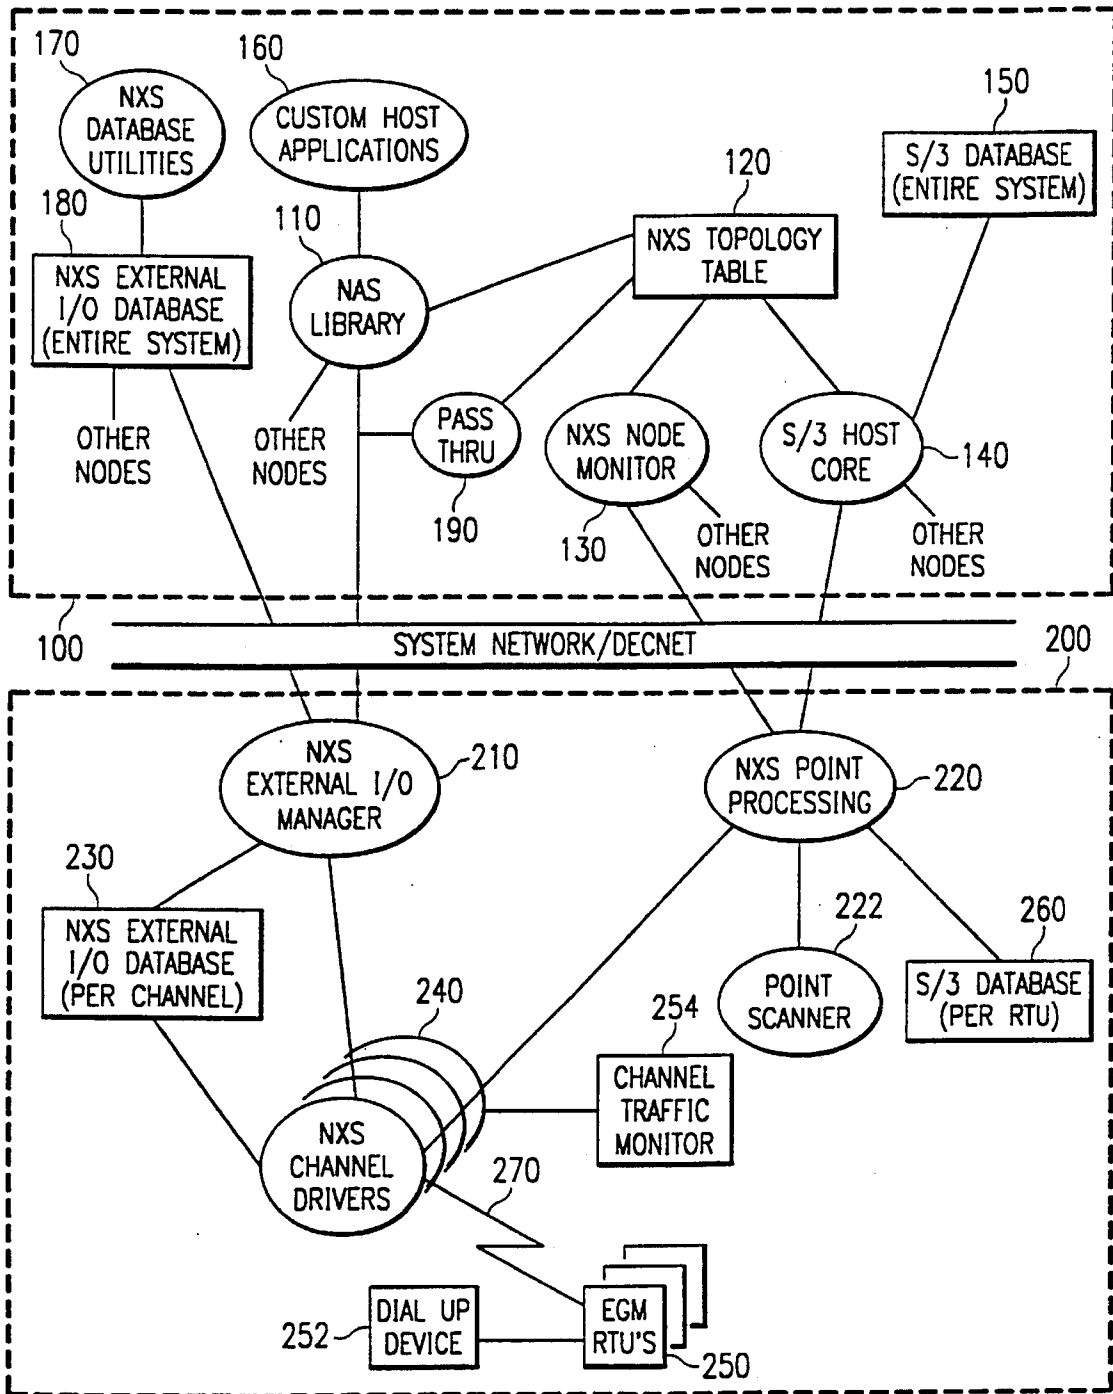 170
160
150
NXS
DATABASE
UTILITIES
CUSTOM HOST
APPLICATIONS
S/3 DATABASE
(ENTIRE SYSTEM)
120
180
110
NXS TOPOLOGY
TABLE
NXS EXTERNAL
I/O DATABASE
(ENTIRE SYSTEM)
NAS
LIBRARY
OTHER
NODES
OTHER
NODES
PASS
THRU
190
NXS NODE
MONITOR
130
S/3 HOST
CORE
140
OTHER
NODES
OTHER
NODES
100
SYSTEM NETWORK/DECNET
200
NXS
EXTERNAL I/O
MANAGER
210
NXS POINT
PROCESSING
220
230
NXS EXTERNAL
I/O DATABASE
(PER CHANNEL)
222
260
POINT
SCANNER
S/3 DATABASE
(PER RTU)
240
254
CHANNEL
TRAFFIC
MONITOR
NXS
CHANNEL
DRIVERS
270
DIAL UP
DEVICE
252
EGM
RTU'S
250